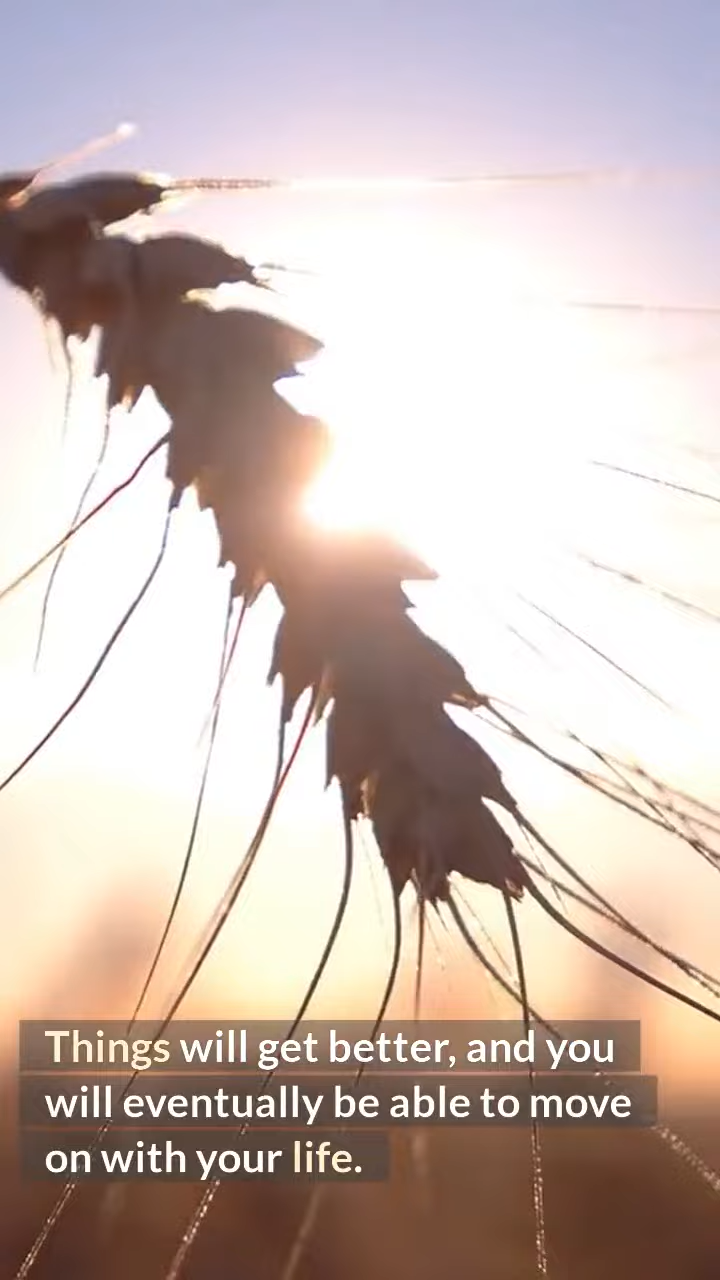 Things will get better, and you
will eventually be able to move
on with your life.